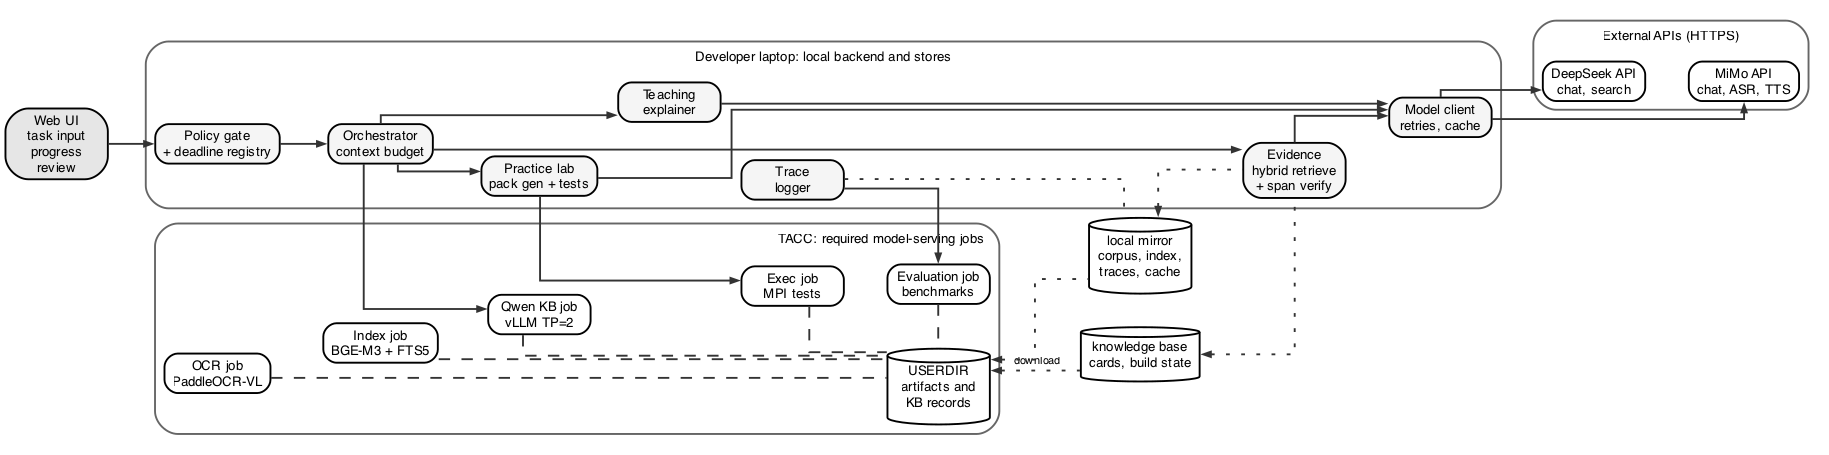 External APIs (HTTPS)
Developer laptop: local backend and stores
DeepSeek API
chat, search
MiMo API
chat, ASR, TTS
Teaching
explainer
Model client
retries, cache
Web UI
task input
progress
review
Policy gate
+ deadline registry
Orchestrator
context budget
Practice lab
pack gen + tests
Trace
logger
Evidence
hybrid retrieve
+ span verify
TACC: required model-serving jobs
local mirror
corpus, index,
traces, cache
Exec job
MPI tests
Evaluation job
benchmarks
Qwen KB job
vLLM TP=2
Index job
BGE-M3 + FTS5
OCR job
PaddleOCR-VL
USERDIR
artifacts and
KB records
download
knowledge base
cards, build state